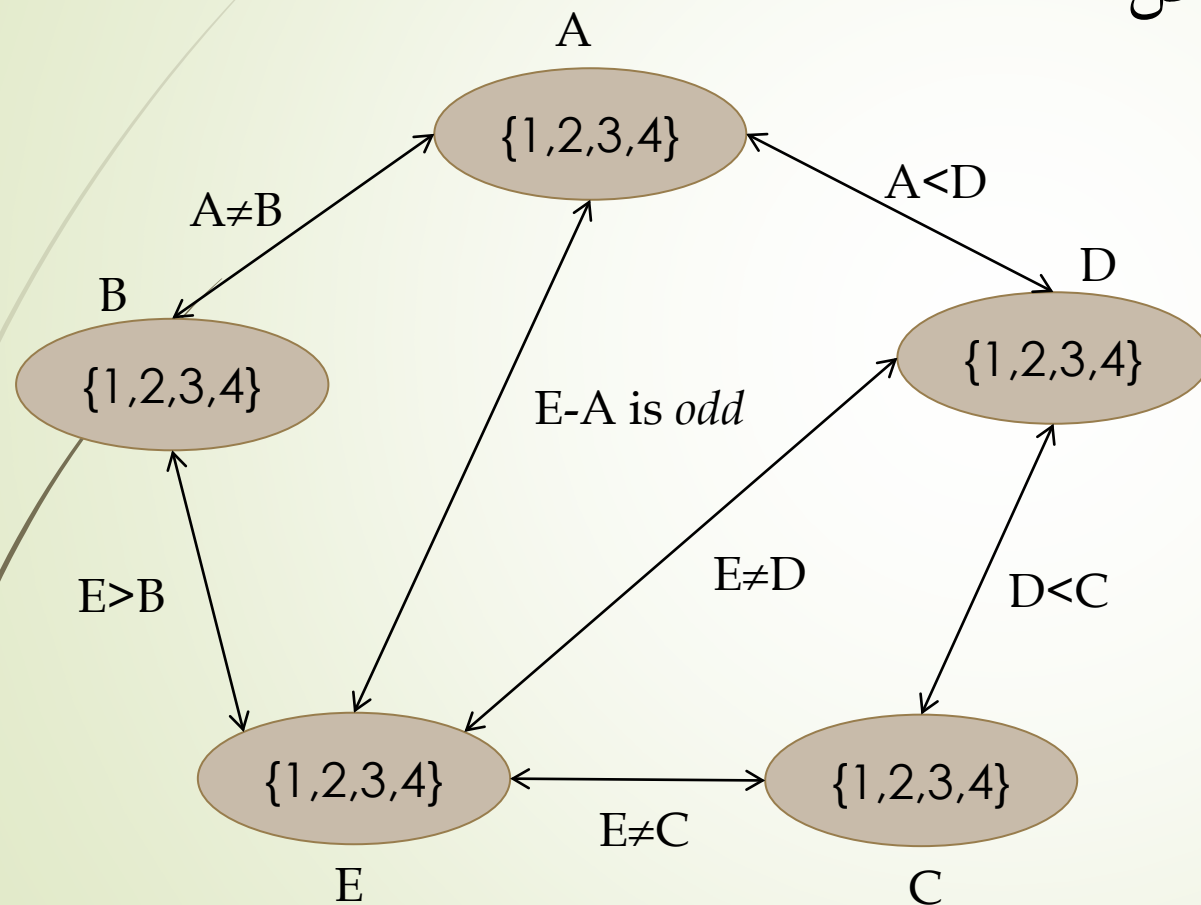 A
{1,2,3,4}
A≠B
A<D
B
D
{1,2,3,4}
{1,2,3,4}
E-A is odd
E>B
E≠D
D<C
{1,2,3,4}
{1,2,3,4}
E≠C
E
C